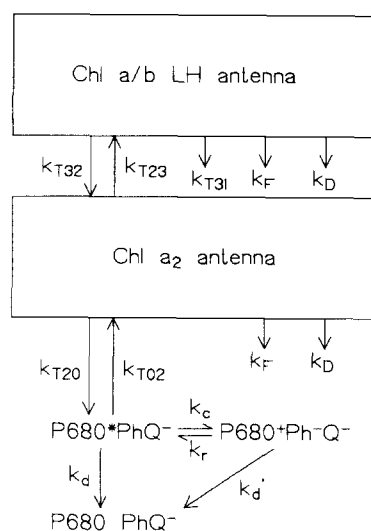 Chl a/b LH antenna
kT32 kT23 kT31 kF kD
Chl a2 antenna
kT20 kT02 kF kD
kc
P680*PhQ- P680+Ph-Q-
kr
kd kd'
P680 PhQ-